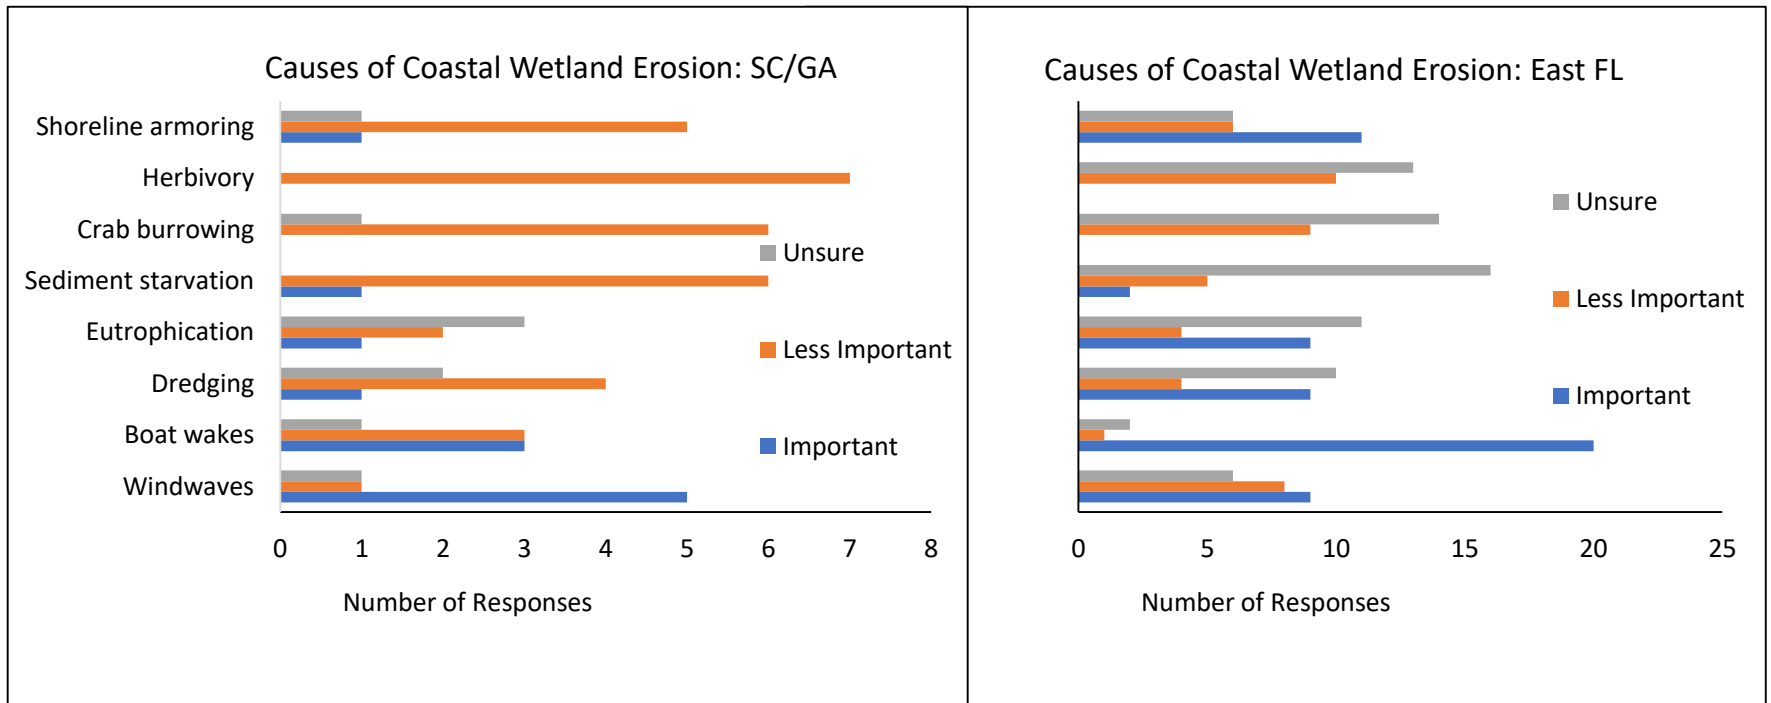 Causes of Coastal Wetland Erosion: SC/GA
Shoreline armoring
Herbivory
Crab burrowing
Sediment starvation
Eutrophication
Dredging
Boat wakes
Windwaves
Unsure
Less Important
Important
0 1 2 3 4 5 6 7 8
Number of Responses
Causes of Coastal Wetland Erosion: East FL
Unsure
Less Important
Important
0 5 10 15 20 25
Number of Responses